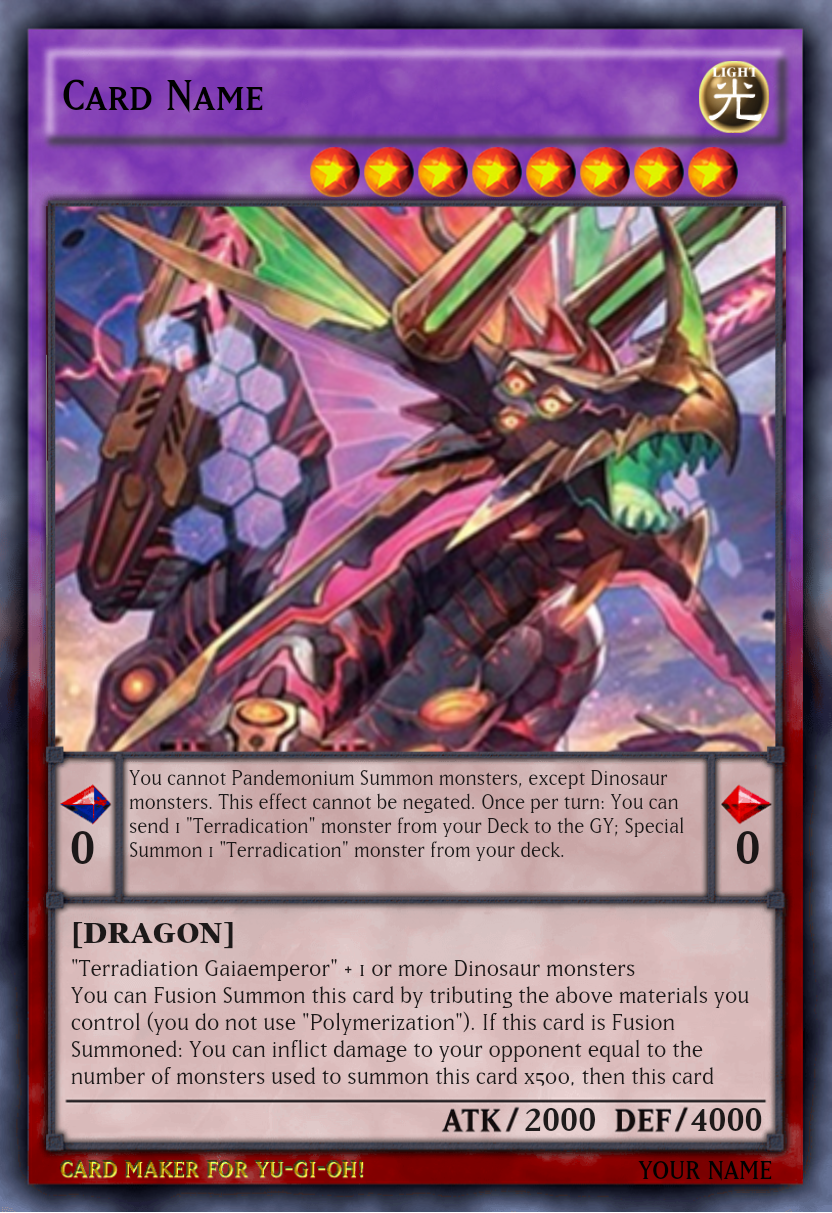 Card Name
LIGHT
光
You cannot Pandemonium Summon monsters, except Dinosaur
monsters. This effect cannot be negated. Once per turn: You can
send 1 "Terradication" monster from your Deck to the GY; Special
Summon 1 "Terradication" monster from your deck.
0
0
[DRAGON]
"Terradiation Gaiaemperor" + 1 or more Dinosaur monsters
You can Fusion Summon this card by tributing the above materials you
control (you do not use "Polymerization"). If this card is Fusion
Summoned: You can inflict damage to your opponent equal to the
number of monsters used to summon this card x500, then this card
ATK/2000 DEF/4000
CARD MAKER FOR YU-GI-OH!
YOUR NAME